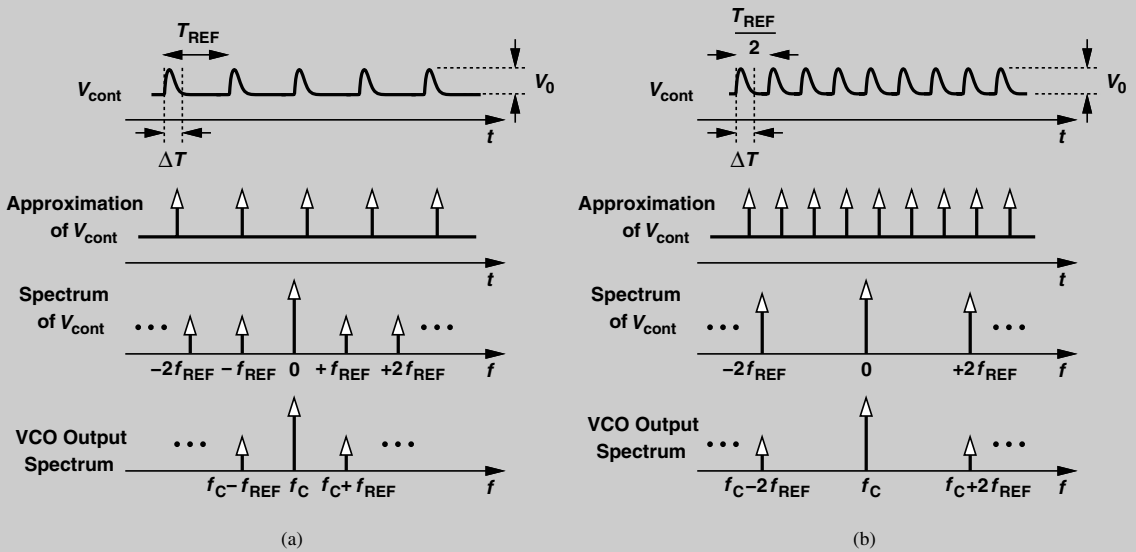 T_REF
V_cont
V_0
t
ΔT
Approximation
of V_cont
t
Spectrum
of V_cont
• • •
• • •
−2f_REF − f_REF 0 + f_REF +2f_REF f
VCO Output
Spectrum
• • •
• • •
f_C − f_REF f_C f_C + f_REF f
(a)
T_REF
2
V_cont
V_0
t
ΔT
Approximation
of V_cont
t
Spectrum
of V_cont
• • •
• • •
−2f_REF 0 +2f_REF f
VCO Output
Spectrum
• • •
• • •
f_C − 2f_REF f_C f_C + 2f_REF f
(b)